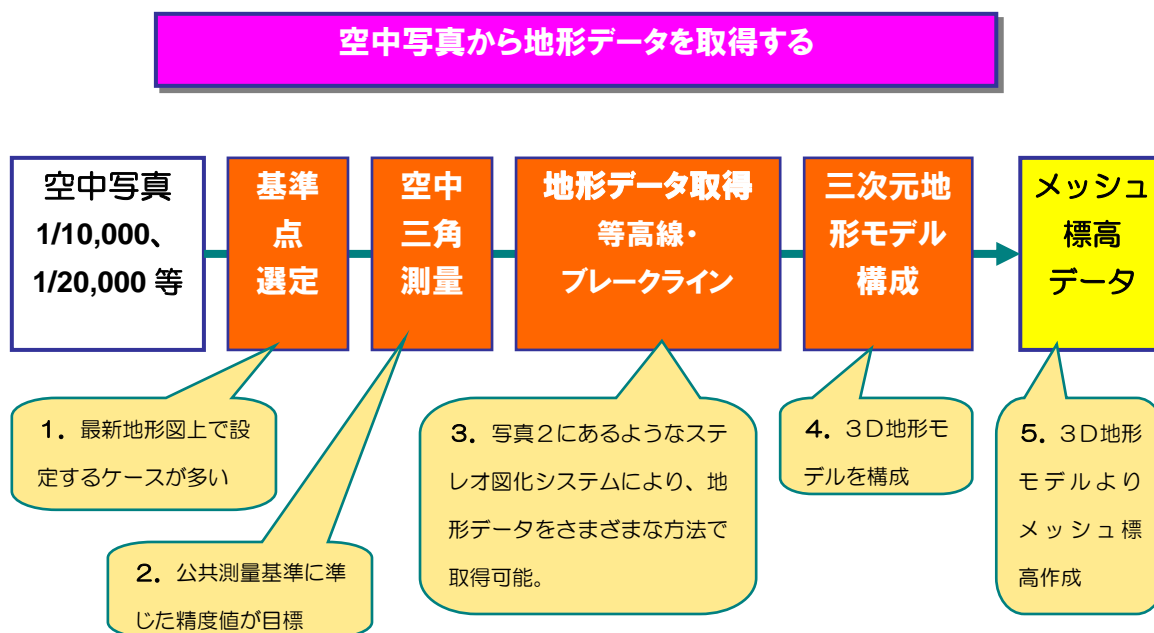 空中写真から地形データを取得する
空中写真
1/10,000、
1/20,000 等
基準
点
選定
空中
三角
測量
地形データ取得
等高線・
ブレークライン
三次元地
形モデル
構成
メッシュ
標高
データ
1．最新地形図上で設
定するケースが多い
2．公共測量基準に準
じた精度値が目標
3．写真２にあるようなステ
レオ図化システムにより、地
形データをさまざまな方法で
取得可能。
4．３Ｄ地形モ
デルを構成
5．３Ｄ地形
モデルより
メッシュ標
高作成